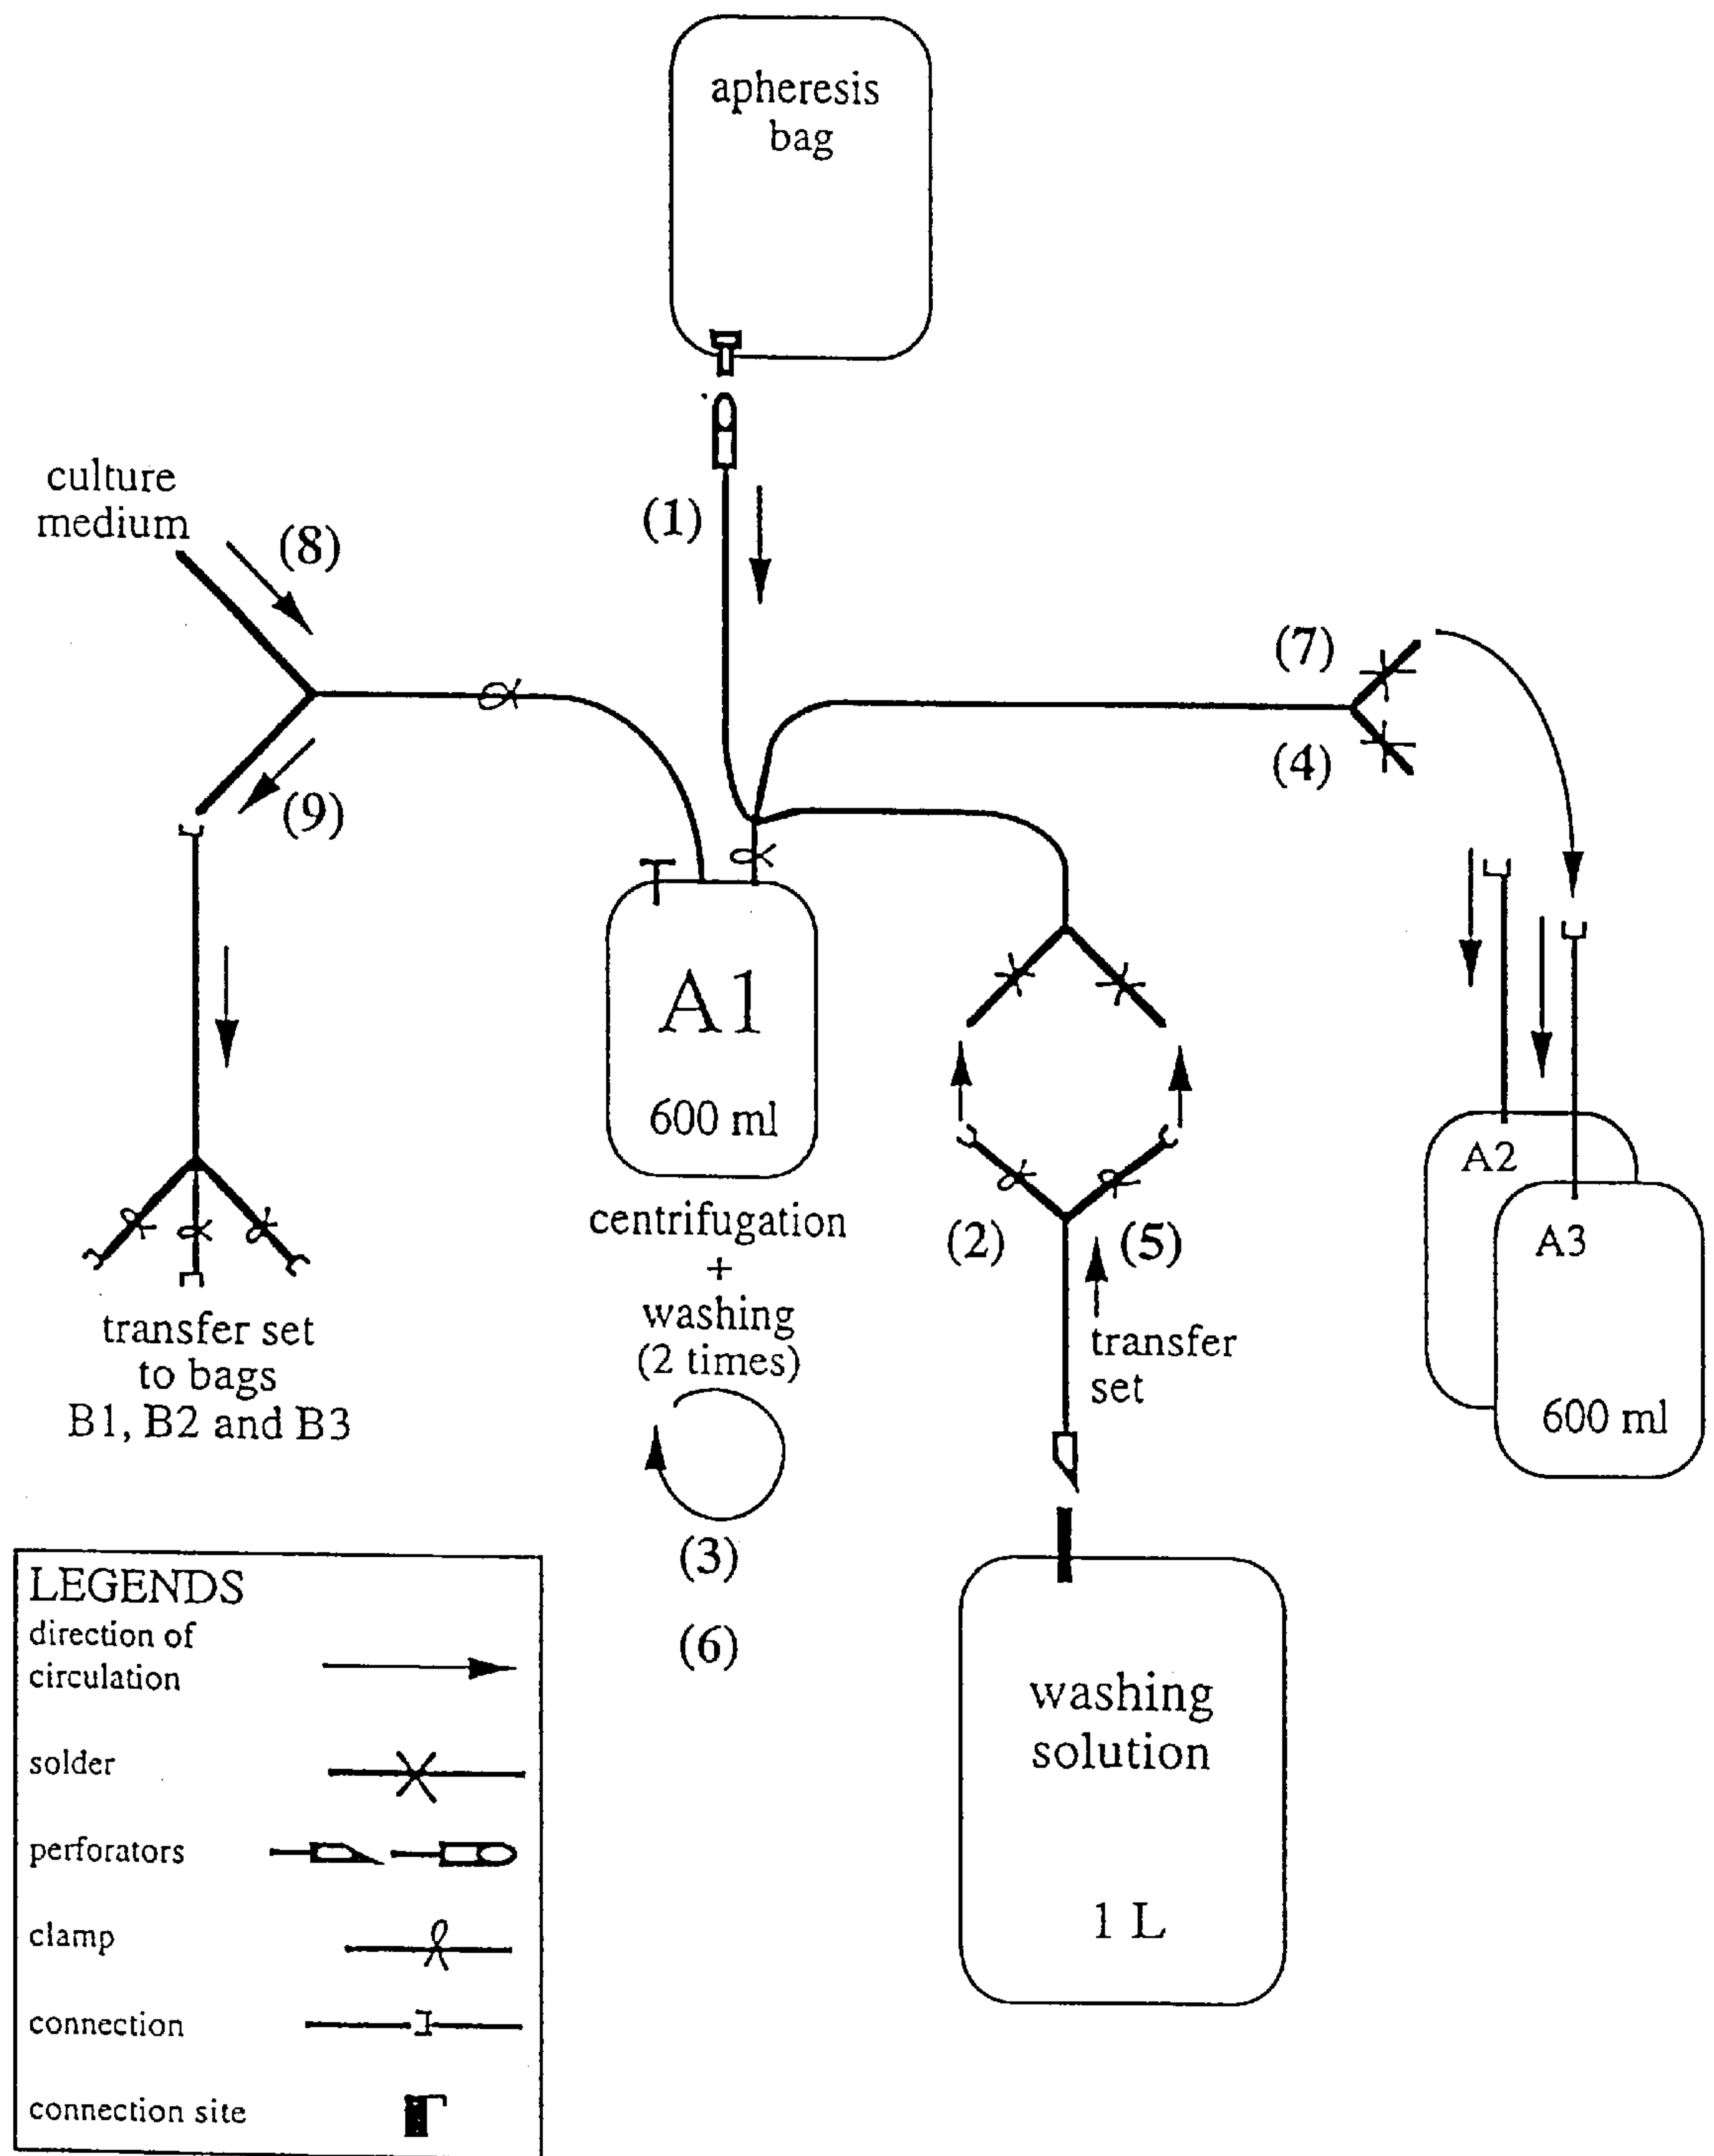 apheresis
bag
culture
medium
(8)
(1)
(7)
(4)
(9)
A1
600 ml
centrifugation
+
washing
(2 times)
(3)
(6)
(2)
(5)
transfer
set
A2
A3
600 ml
transfer set
to bags
B1, B2 and B3
washing
solution
1 L
LEGENDS
direction of
circulation
solder
perforators
clamp
connection
connection site